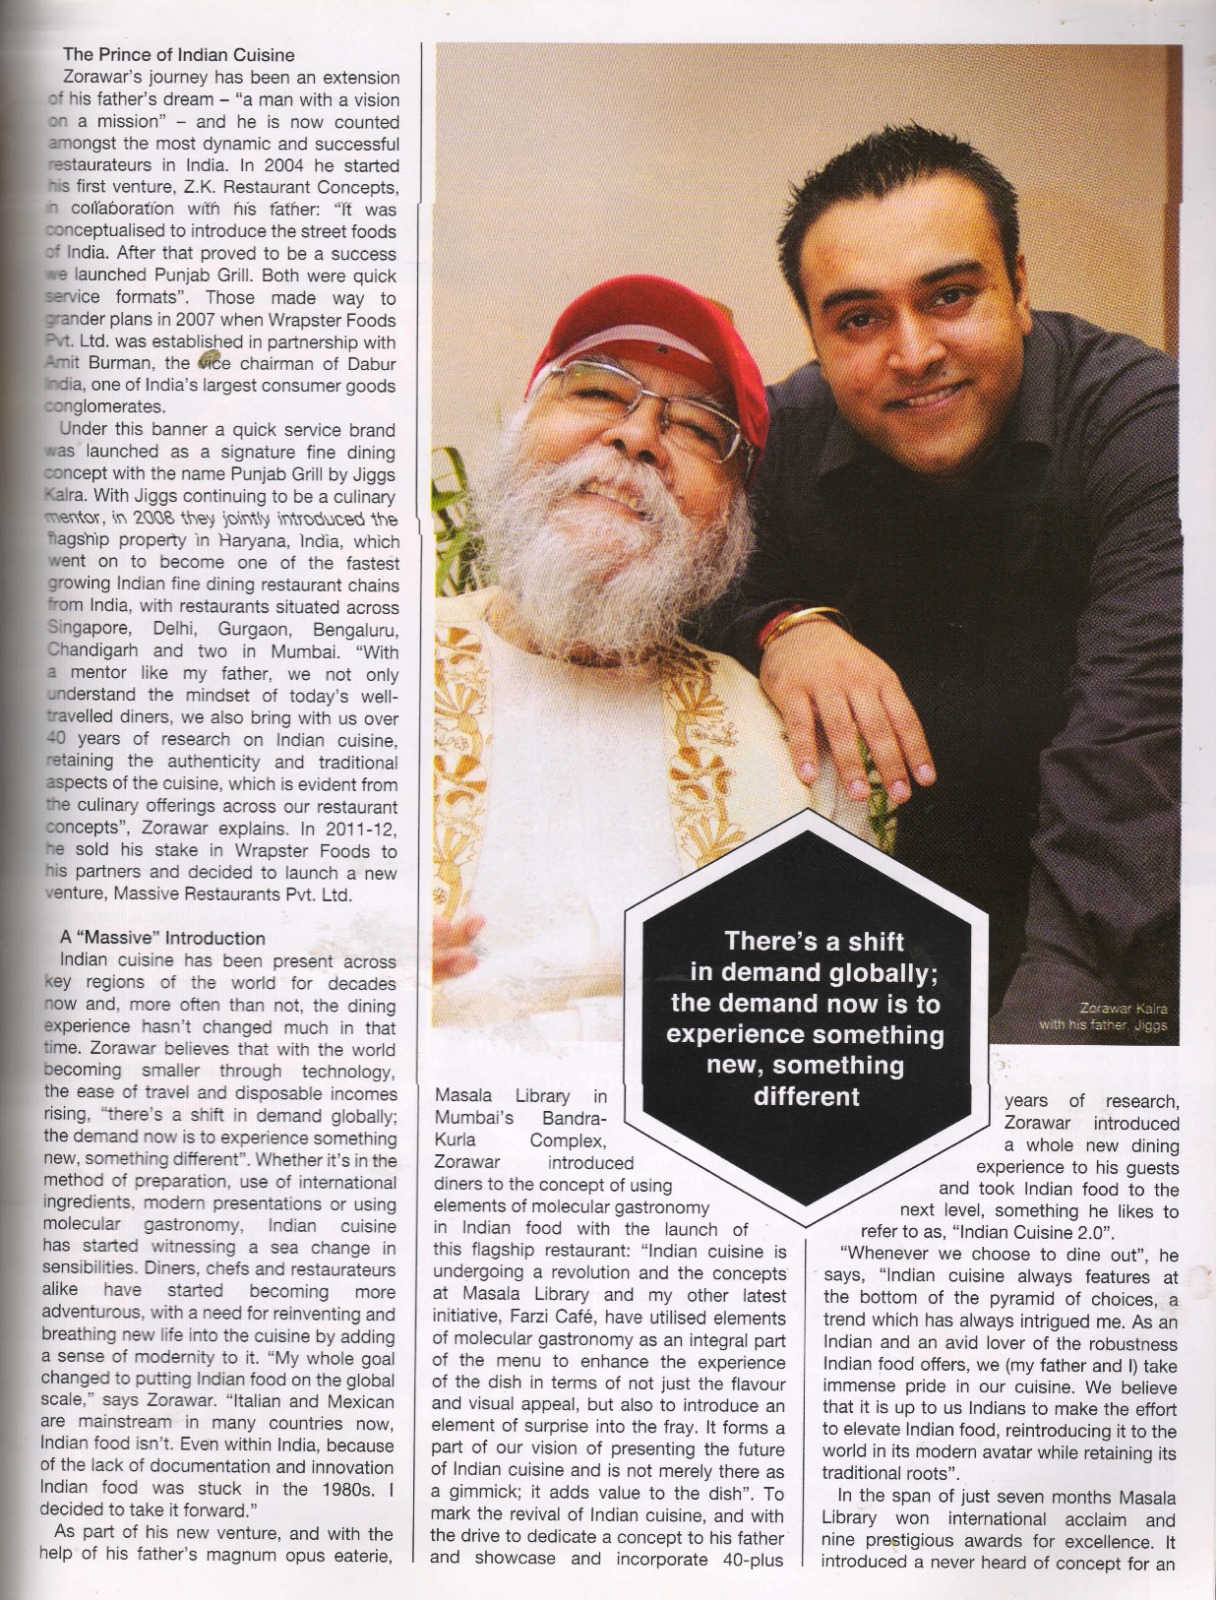 The Prince of Indian Cuisine
Zorawar's journey has been an extension
of his father's dream – "a man with a vision
on a mission" – and he is now counted
amongst the most dynamic and successful
restaurateurs in India. In 2004 he started
his first venture, Z.K. Restaurant Concepts,
in collaboration with his father: "It was
conceptualised to introduce the street foods
of India. After that proved to be a success
we launched Punjab Grill. Both were quick
service formats". Those made way to
grander plans in 2007 when Wrapster Foods
Pvt. Ltd. was established in partnership with
Amit Burman, the vice chairman of Dabur
India, one of India's largest consumer goods
conglomerates.
Under this banner a quick service brand
was launched as a signature fine dining
concept with the name Punjab Grill by Jiggs
Kalra. With Jiggs continuing to be a culinary
mentor, in 2008 they jointly introduced the
flagship property in Haryana, India, which
went on to become one of the fastest
growing Indian fine dining restaurant chains
from India, with restaurants situated across
Singapore, Delhi, Gurgaon, Bengaluru,
Chandigarh and two in Mumbai. "With
a mentor like my father, we not only
understand the mindset of today's well-
travelled diners, we also bring with us over
40 years of research on Indian cuisine,
retaining the authenticity and traditional
aspects of the cuisine, which is evident from
the culinary offerings across our restaurant
concepts", Zorawar explains. In 2011-12,
he sold his stake in Wrapster Foods to
his partners and decided to launch a new
venture, Massive Restaurants Pvt. Ltd.
A "Massive" Introduction
Indian cuisine has been present across
key regions of the world for decades
now and, more often than not, the dining
experience hasn't changed much in that
time. Zorawar believes that with the world
becoming smaller through technology,
the ease of travel and disposable incomes
rising, "there's a shift in demand globally;
the demand now is to experience something
new, something different". Whether it's in the
method of preparation, use of international
ingredients, modern presentations or using
molecular gastronomy, Indian cuisine
has started witnessing a sea change in
sensibilities. Diners, chefs and restaurateurs
alike have started becoming more
adventurous, with a need for reinventing and
breathing new life into the cuisine by adding
a sense of modernity to it. "My whole goal
changed to putting Indian food on the global
scale," says Zorawar. "Italian and Mexican
are mainstream in many countries now,
Indian food isn't. Even within India, because
of the lack of documentation and innovation
Indian food was stuck in the 1980s. I
decided to take it forward."
As part of his new venture, and with the
help of his father's magnum opus eaterie,
Zorawar Kalra
with his father, Jiggs
There's a shift
in demand globally;
the demand now is to
experience something
new, something
different
Masala Library in
Mumbai's Bandra-
Kurla Complex,
Zorawar introduced
diners to the concept of using
elements of molecular gastronomy
in Indian food with the launch of
this flagship restaurant: "Indian cuisine is
undergoing a revolution and the concepts
at Masala Library and my other latest
initiative, Farzi Café, have utilised elements
of molecular gastronomy as an integral part
of the menu to enhance the experience
of the dish in terms of not just the flavour
and visual appeal, but also to introduce an
element of surprise into the fray. It forms a
part of our vision of presenting the future
of Indian cuisine and is not merely there as
a gimmick; it adds value to the dish". To
mark the revival of Indian cuisine, and with
the drive to dedicate a concept to his father
and showcase and incorporate 40-plus
years of research,
Zorawar introduced
a whole new dining
experience to his guests
and took Indian food to the
next level, something he likes to
refer to as, "Indian Cuisine 2.0".
"Whenever we choose to dine out", he
says, "Indian cuisine always features at
the bottom of the pyramid of choices, a
trend which has always intrigued me. As an
Indian and an avid lover of the robustness
Indian food offers, we (my father and I) take
immense pride in our cuisine. We believe
that it is up to us Indians to make the effort
to elevate Indian food, reintroducing it to the
world in its modern avatar while retaining its
traditional roots".
In the span of just seven months Masala
Library won international acclaim and
nine prestigious awards for excellence. It
introduced a never heard of concept for an